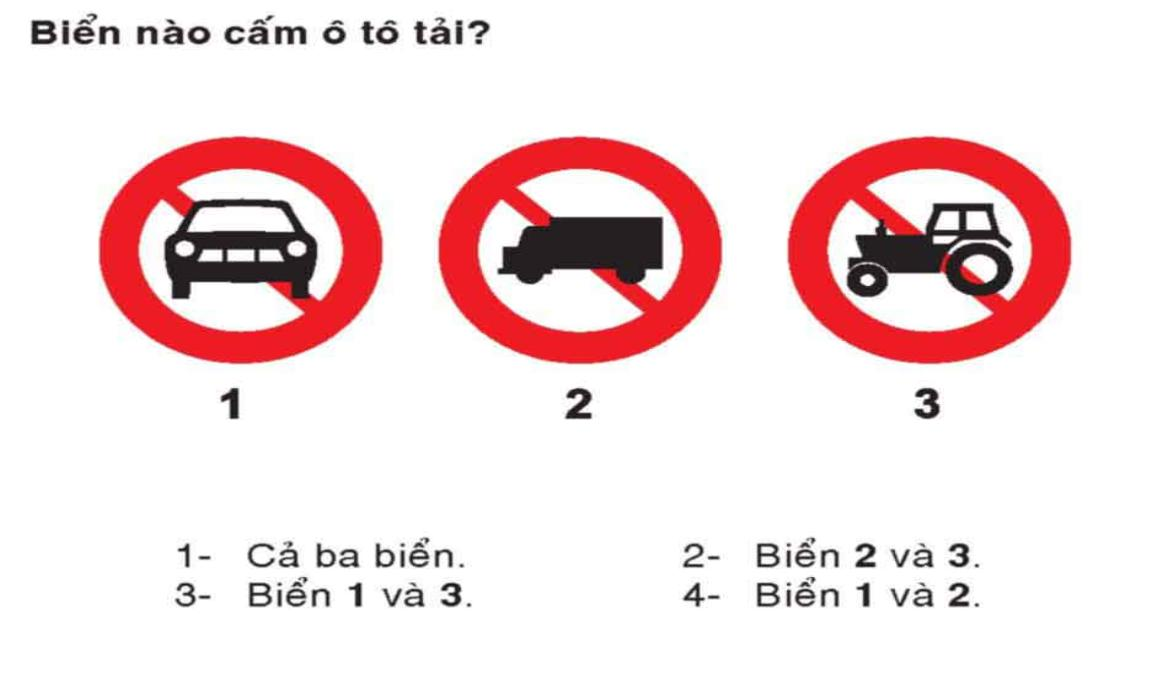 Biển nào cấm ô tô tải?
1 2 3
1- Cả ba biển. 2- Biển 2 và 3.
3- Biển 1 và 3. 4- Biển 1 và 2.